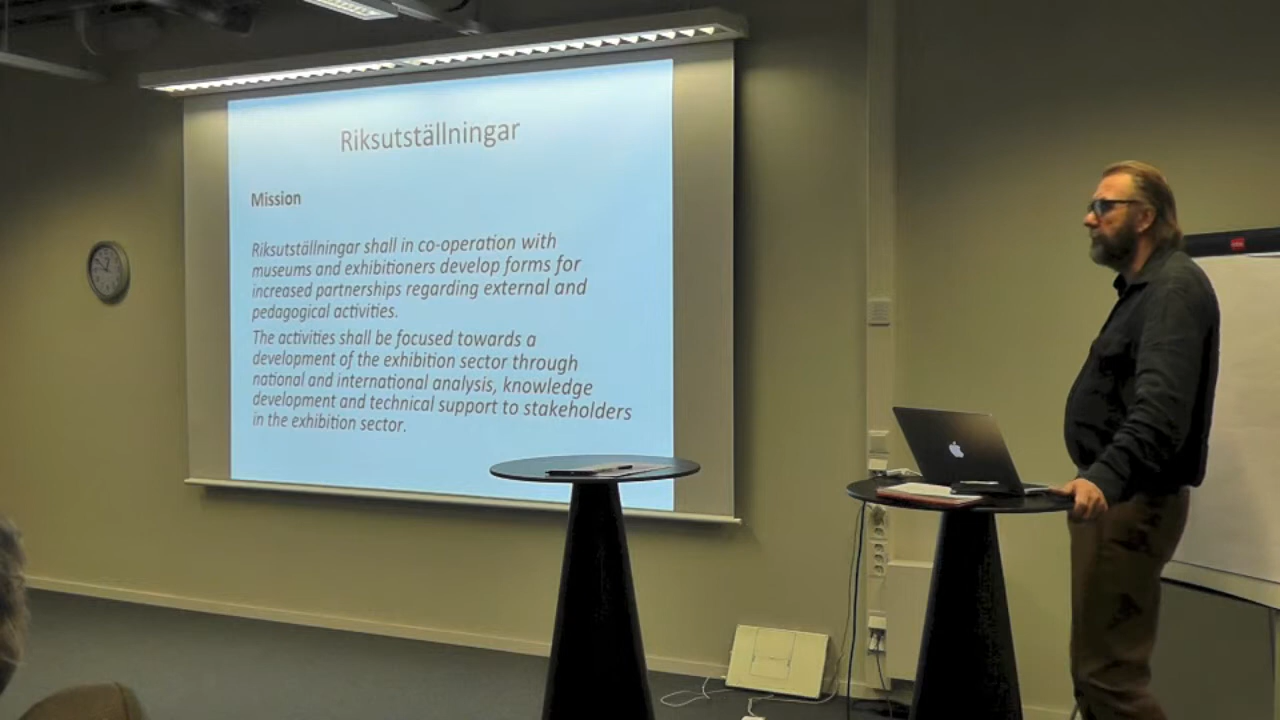 Riksutställningar
Mission
Riksutställningar shall in co-operation with
museums and exhibitioners develop forms for
increased partnerships regarding external and
pedagogical activities.
The activities shall be focused towards a
development of the exhibition sector through
national and international analysis, knowledge
development and technical support to stakeholders
in the exhibition sector.